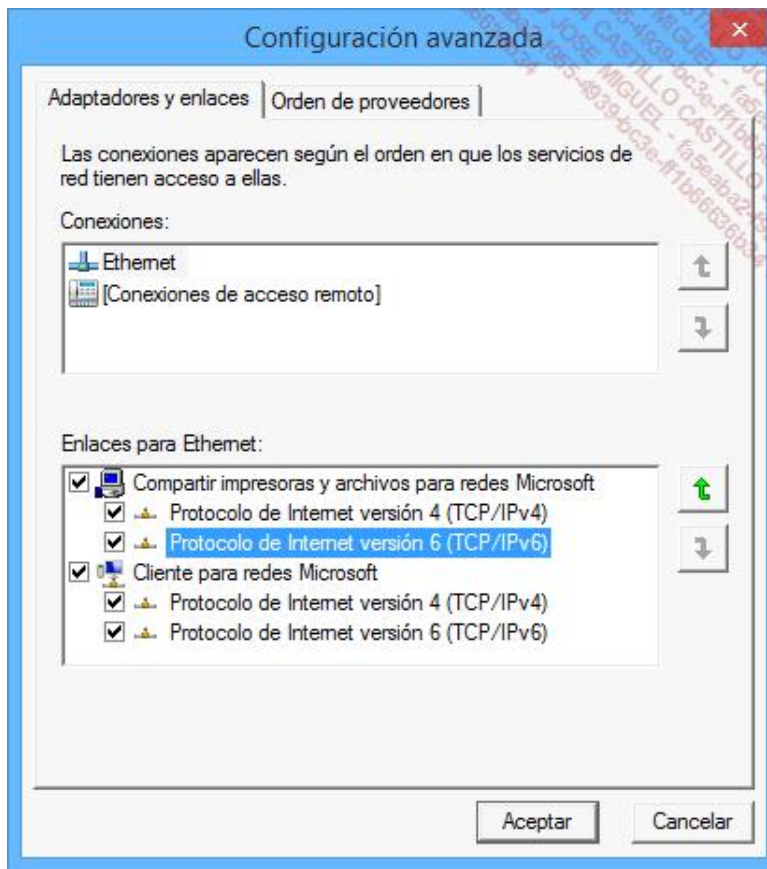 Configuración avanzada
Adaptadores y enlaces
Orden de proveedores
Las conexiones aparecen según el orden en que los servicios de
red tienen acceso a ellas.
Conexiones:
Ethernet
[Conexiones de acceso remoto]
Enlaces para Ethernet:
Compartir impresoras y archivos para redes Microsoft
Protocolo de Internet versión 4 (TCP/IPv4)
Protocolo de Internet versión 6 (TCP/IPv6)
Cliente para redes Microsoft
Protocolo de Internet versión 4 (TCP/IPv4)
Protocolo de Internet versión 6 (TCP/IPv6)
Aceptar
Cancelar